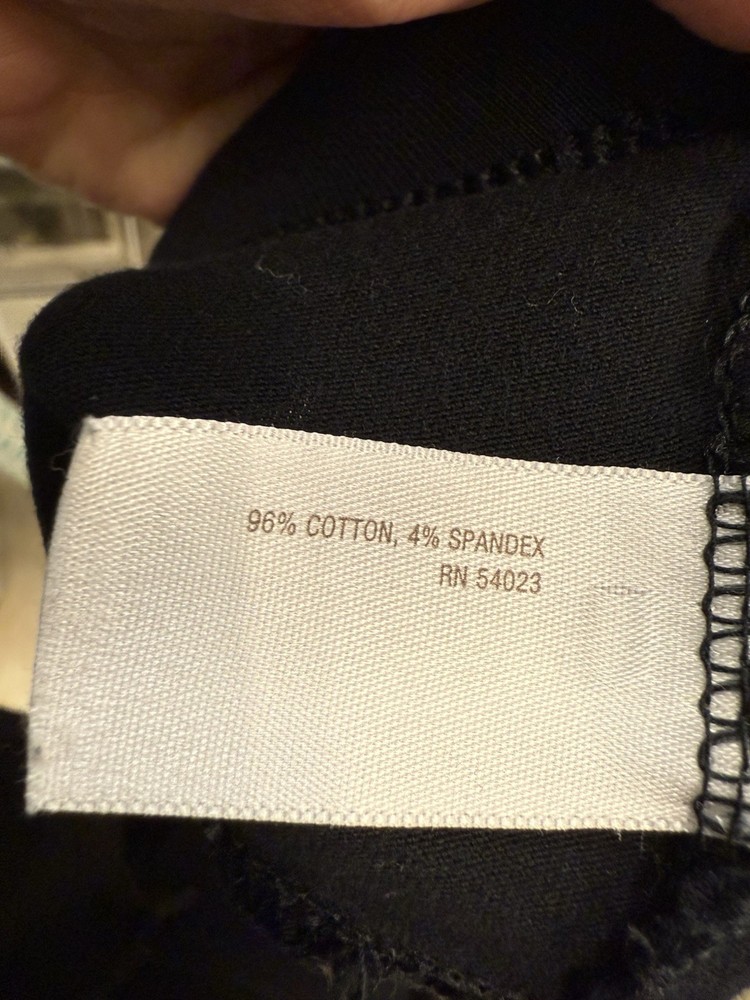 96% COTTON, 4% SPANDEX
RN 54023